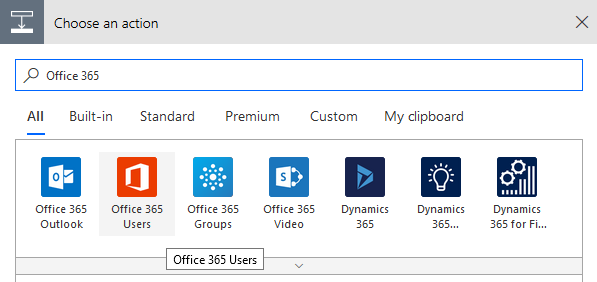 Choose an action
Office 365
All Built-in Standard Premium Custom My clipboard
Office 365 Outlook
Office 365 Users
Office 365 Groups
Office 365 Video
Dynamics 365
Dynamics 365...
Dynamics 365 for Fi...
Office 365 Users